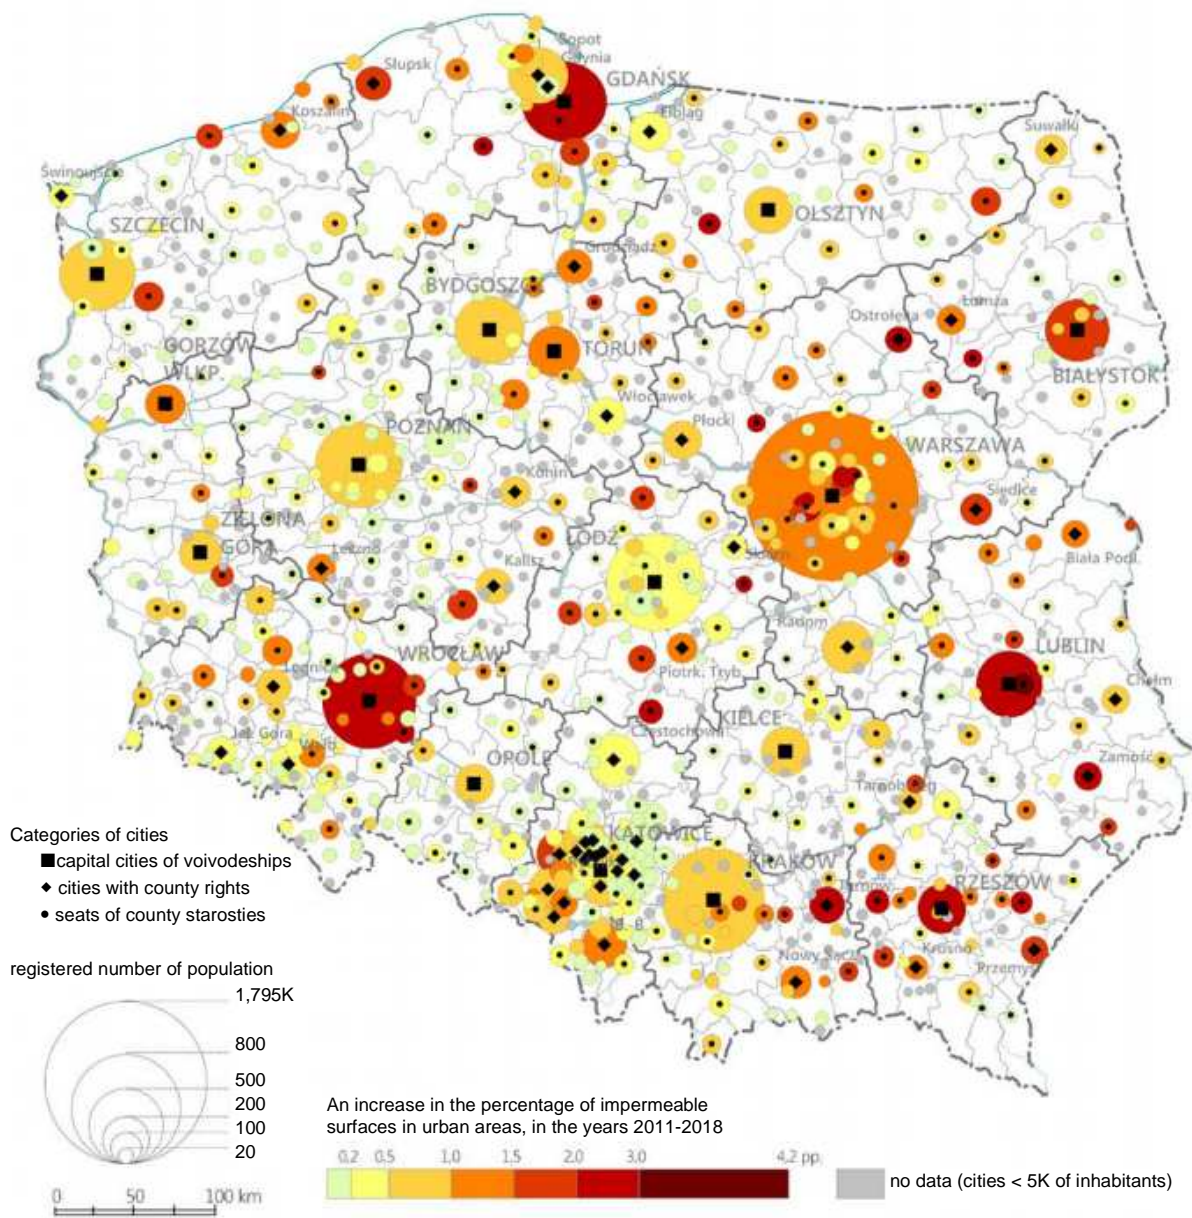 Sopot
Gdynia
GDAŃSK
Słupsk
Koszalin
Elbląg
Suwałki
Świnoujście
SZCZECIN
OLSZTYN
Grudziądz
BYDGOSZCZ
Łomża
Ostrołęka
GORZÓW
WLKP.
TORUŃ
BIAŁYSTOK
Włocławek
POZNAŃ
Płock
WARSZAWA
Konin
Siedlce
ZIELONA
GÓRA
ŁÓDŹ
Leszno
Kalisz
Skiern.
Biała Podl.
Radom
LUBLIN
WROCŁAW
Legnica
Piotrk. Tryb.
Chełm
KIELCE
Częstochowa
Jel. Góra
Wałb.
OPOLE
Zamość
Tarnobrzeg
KATOWICE
KRAKÓW
Tarnów
RZESZÓW
B.-B.
Nowy Sącz
Krosno
Przemyśl
Categories of cities
capital cities of voivodeships
cities with county rights
seats of county starosties
registered number of population
1,795K
800
500
200
100
20
0 50 100 km
An increase in the percentage of impermeable
surfaces in urban areas, in the years 2011-2018
0,2 0,5 1,0 1,5 2,0 3,0 4,2 pp.
no data (cities < 5K of inhabitants)